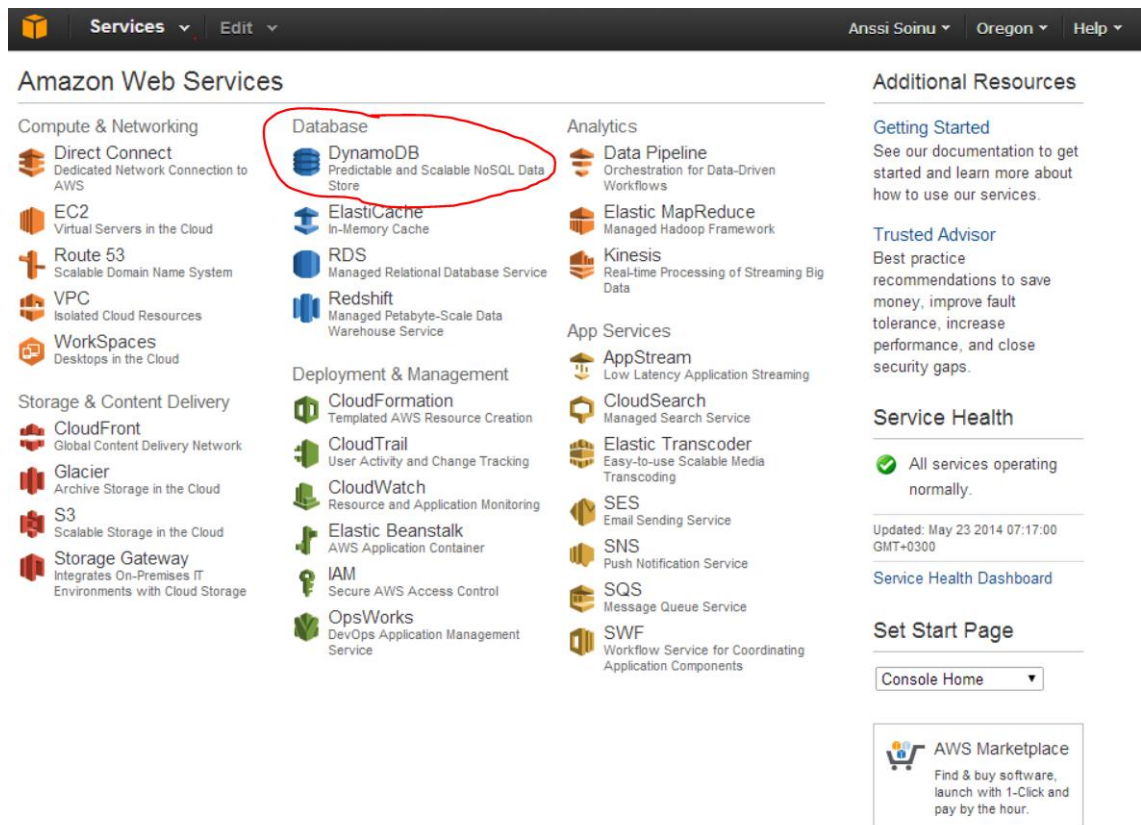 Services Edit Anssi Soinu Oregon Help
Amazon Web Services
Compute & Networking
Direct Connect
Dedicated Network Connection to
AWS
EC2
Virtual Servers in the Cloud
Route 53
Scalable Domain Name System
VPC
Isolated Cloud Resources
WorkSpaces
Desktops in the Cloud
Storage & Content Delivery
CloudFront
Global Content Delivery Network
Glacier
Archive Storage in the Cloud
S3
Scalable Storage in the Cloud
Storage Gateway
Integrates On-Premises IT
Environments with Cloud Storage
Database
DynamoDB
Predictable and Scalable NoSQL Data
Store
ElastiCache
In-Memory Cache
RDS
Managed Relational Database Service
Redshift
Managed Petabyte-Scale Data
Warehouse Service
Deployment & Management
CloudFormation
Templated AWS Resource Creation
CloudTrail
User Activity and Change Tracking
CloudWatch
Resource and Application Monitoring
Elastic Beanstalk
AWS Application Container
IAM
Secure AWS Access Control
OpsWorks
DevOps Application Management
Service
Analytics
Data Pipeline
Orchestration for Data-Driven
Workflows
Elastic MapReduce
Managed Hadoop Framework
Kinesis
Real-time Processing of Streaming Big
Data
App Services
AppStream
Low Latency Application Streaming
CloudSearch
Managed Search Service
Elastic Transcoder
Easy-to-use Scalable Media
Transcoding
SES
Email Sending Service
SNS
Push Notification Service
SQS
Message Queue Service
SWF
Workflow Service for Coordinating
Application Components
Additional Resources
Getting Started
See our documentation to get
started and learn more about
how to use our services.
Trusted Advisor
Best practice
recommendations to save
money, improve fault
tolerance, increase
performance, and close
security gaps.
Service Health
All services operating
normally.
Updated: May 23 2014 07:17:00
GMT+0300
Service Health Dashboard
Set Start Page
Console Home
AWS Marketplace
Find & buy software,
launch with 1-Click and
pay by the hour.